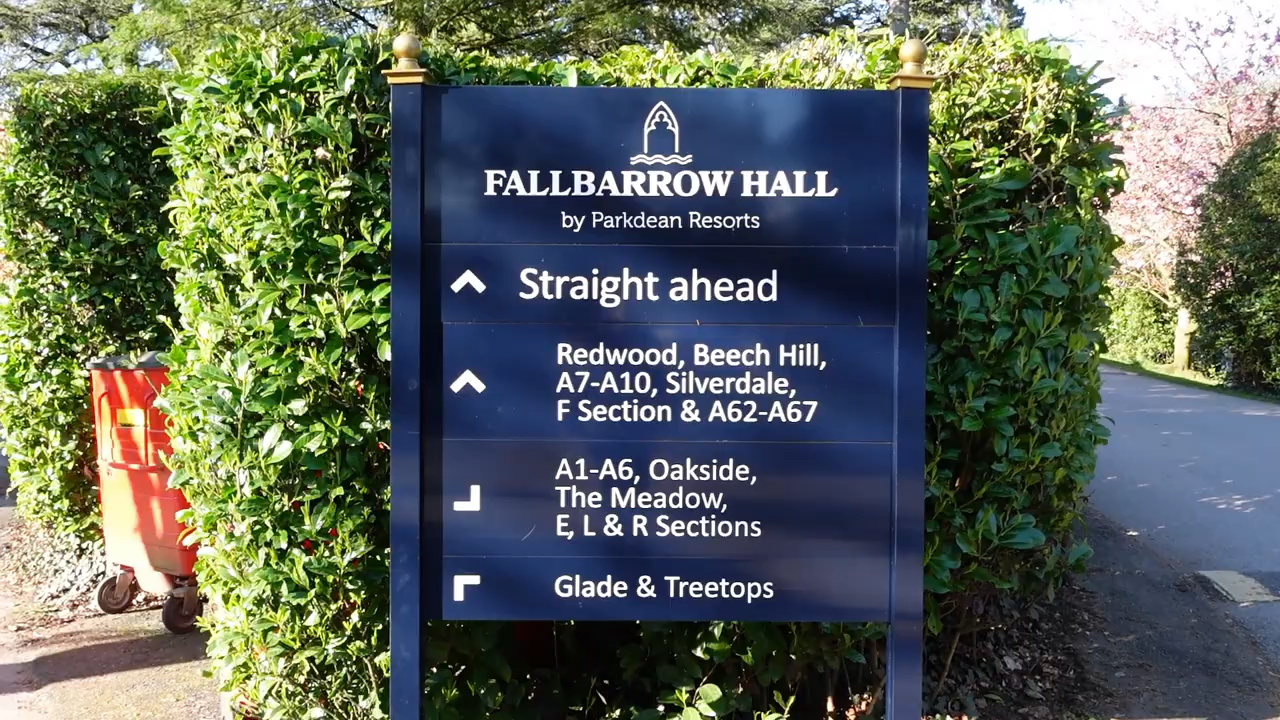 FALLBARROW HALL
by Parkdean Resorts
Straight ahead
Redwood, Beech Hill,
A7-A10, Silverdale,
F Section & A62-A67
A1-A6, Oakside,
The Meadow,
E, L & R Sections
Glade & Treetops